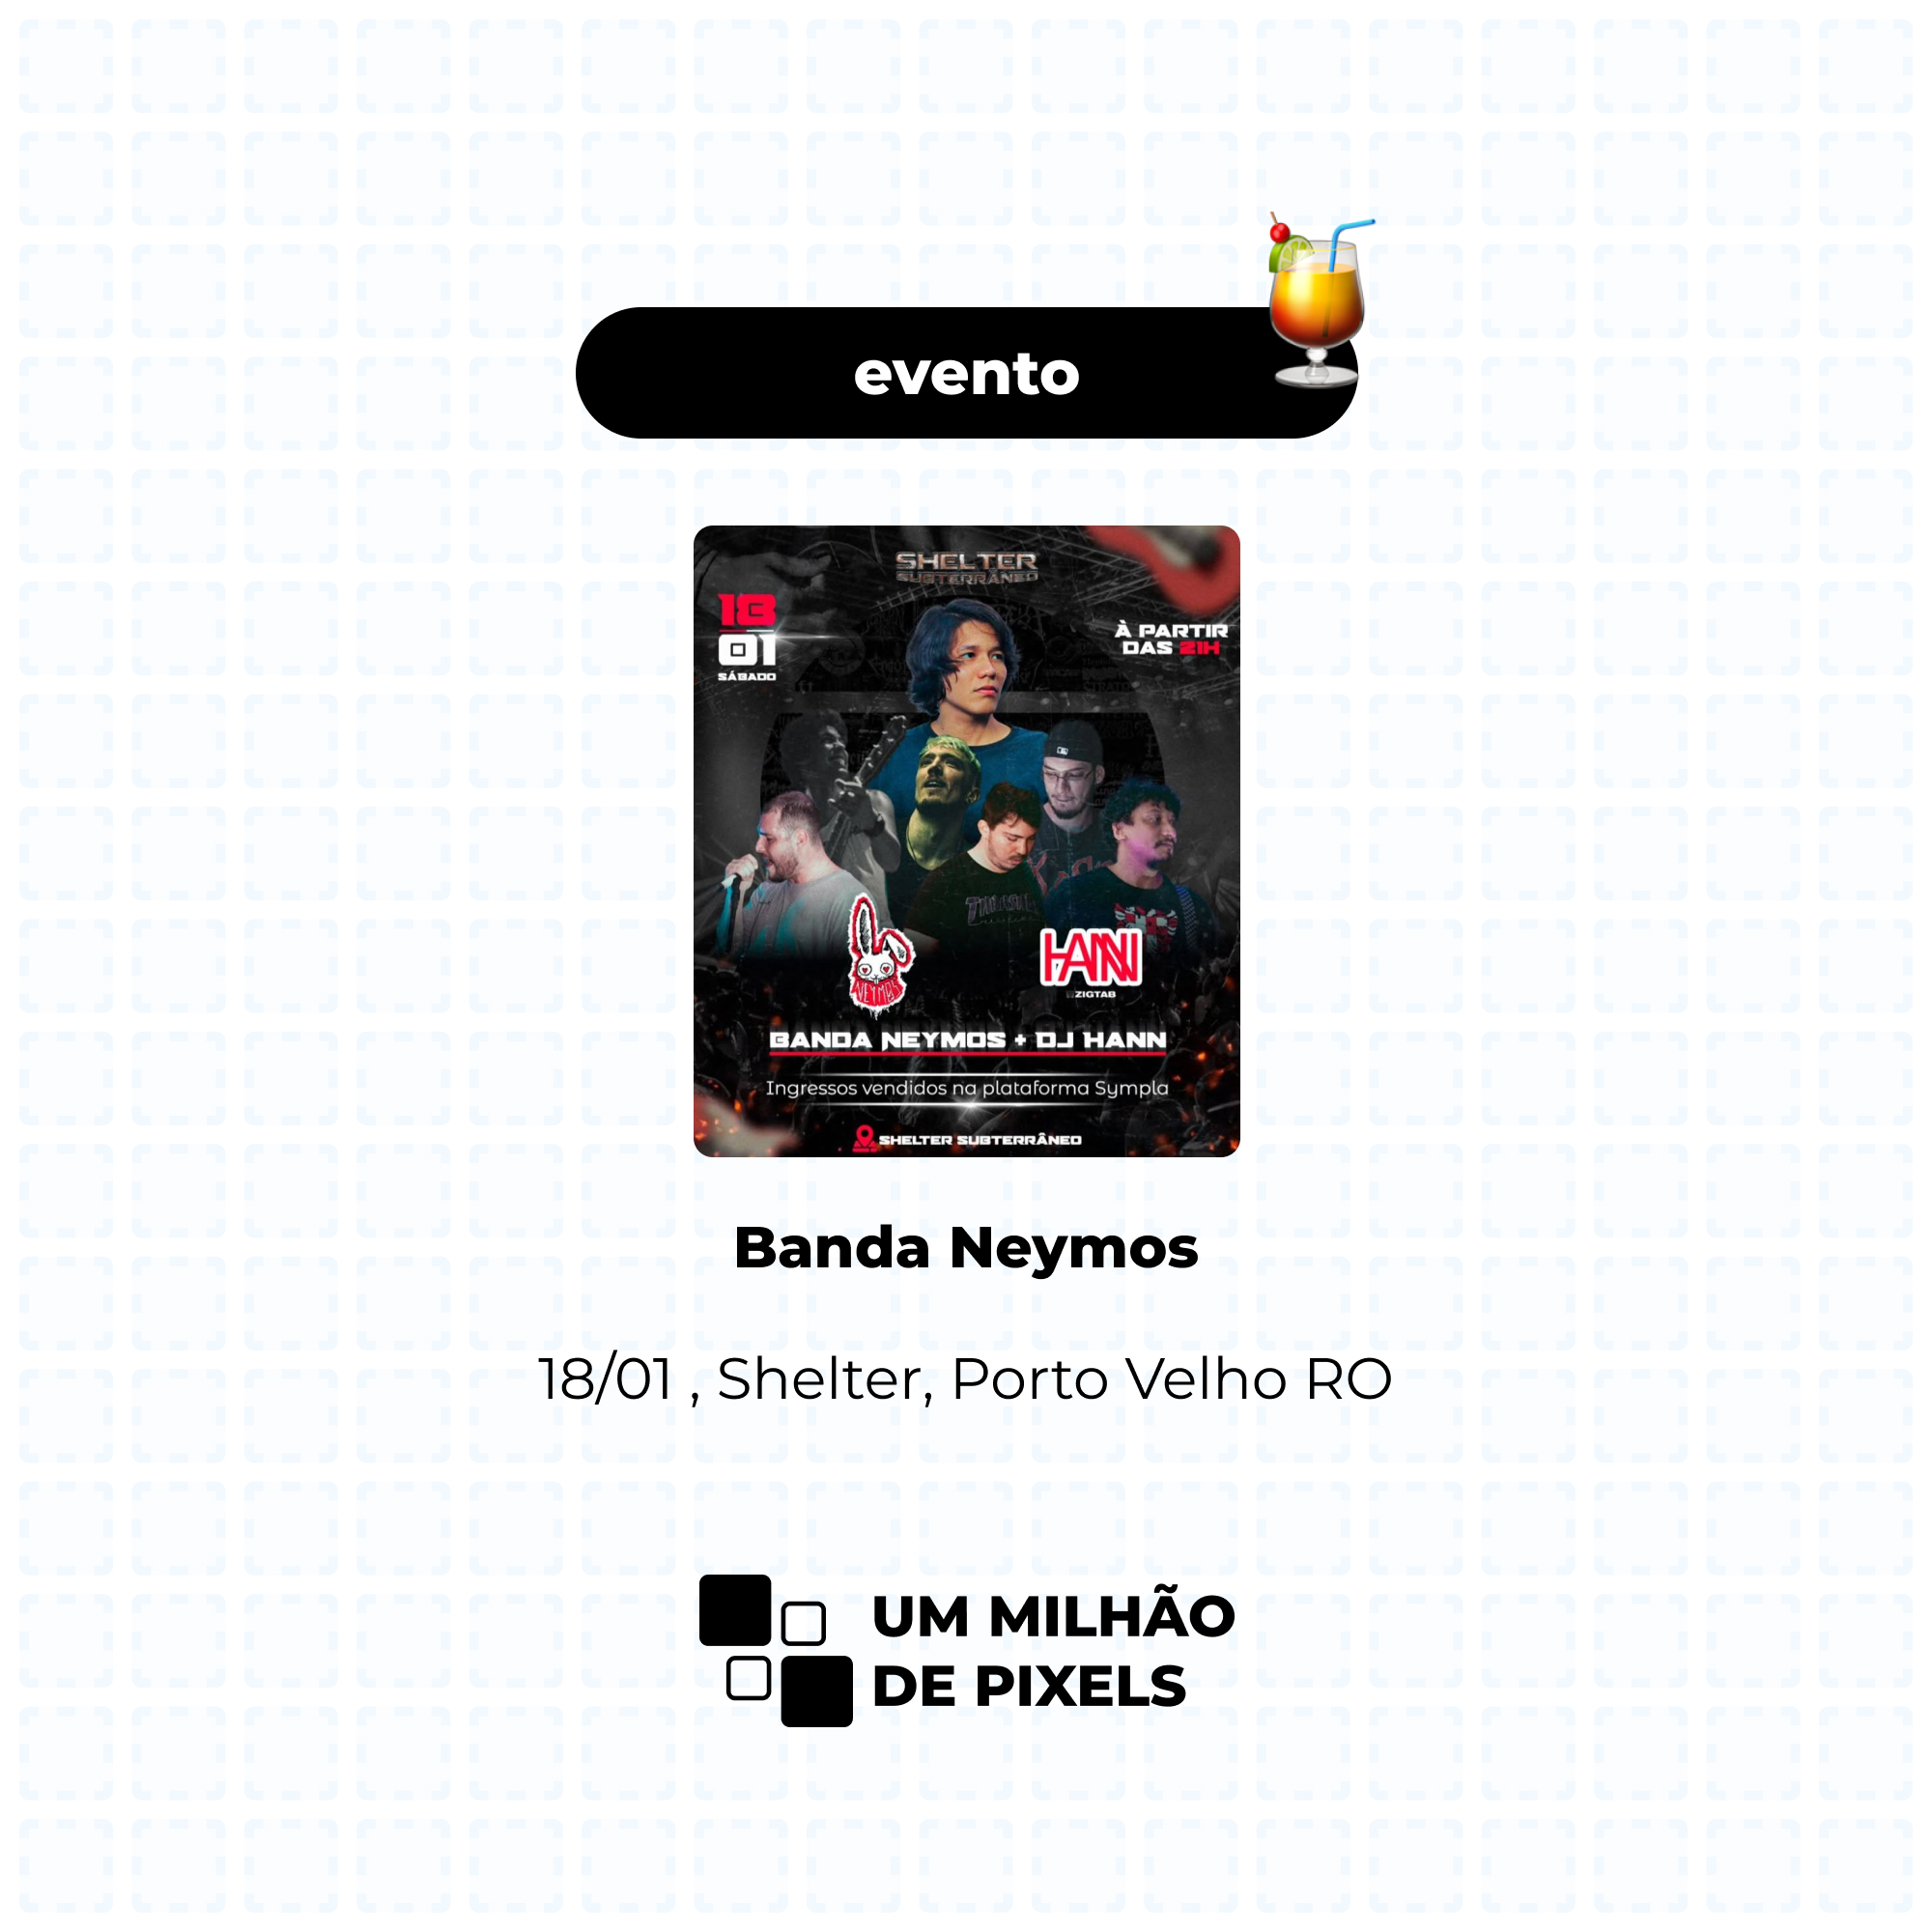 evento
SHELTER
SUBTERRÂNEO
18
01
SÁBADO
À PARTIR
DAS 21H
NEYMOS
HANN
ZIGTAB
BANDA NEYMOS + DJ HANN
Ingressos vendidos na plataforma Sympla
SHELTER SUBTERRÂNEO
Banda Neymos
18/01 , Shelter, Porto Velho RO
UM MILHÃO
DE PIXELS